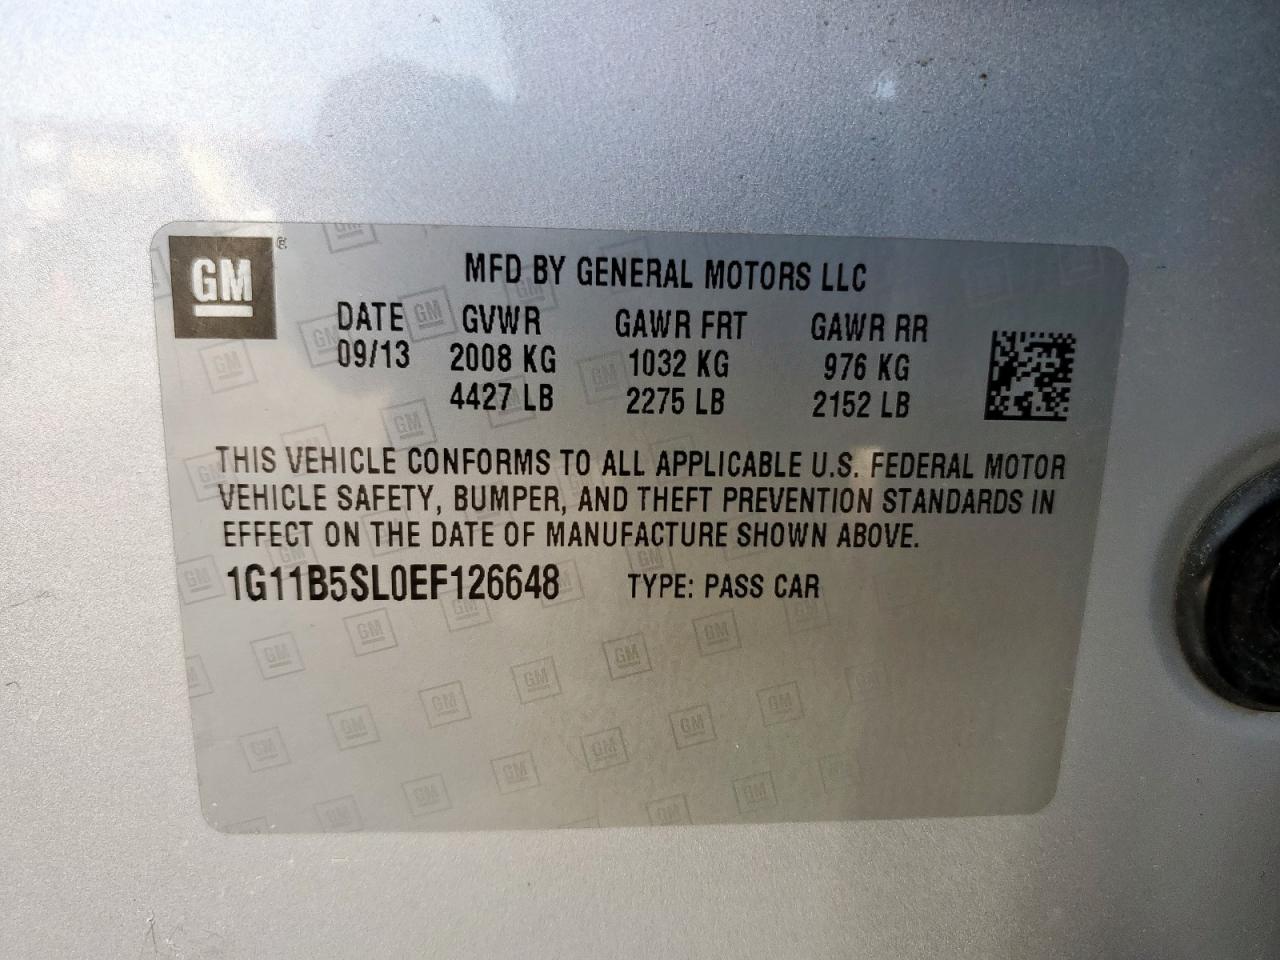 GM ®
MFD BY GENERAL MOTORS LLC
DATE GVWR GAWR FRT GAWR RR
09/13 2008 KG 1032 KG 976 KG
4427 LB 2275 LB 2152 LB
THIS VEHICLE CONFORMS TO ALL APPLICABLE U.S. FEDERAL MOTOR
VEHICLE SAFETY, BUMPER, AND THEFT PREVENTION STANDARDS IN
EFFECT ON THE DATE OF MANUFACTURE SHOWN ABOVE.
1G11B5SL0EF126648 TYPE: PASS CAR